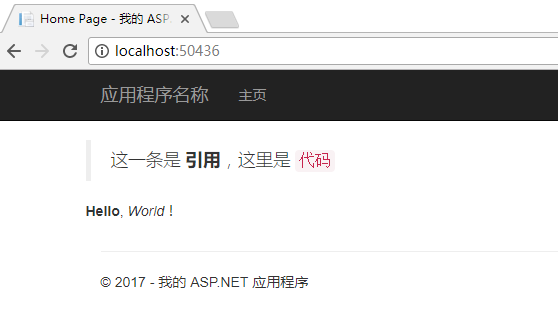 Home Page - 我的 ASP.
localhost:50436
应用程序名称 主页
这一条是 引用，这里是 代码
Hello, World！
© 2017 - 我的 ASP.NET 应用程序